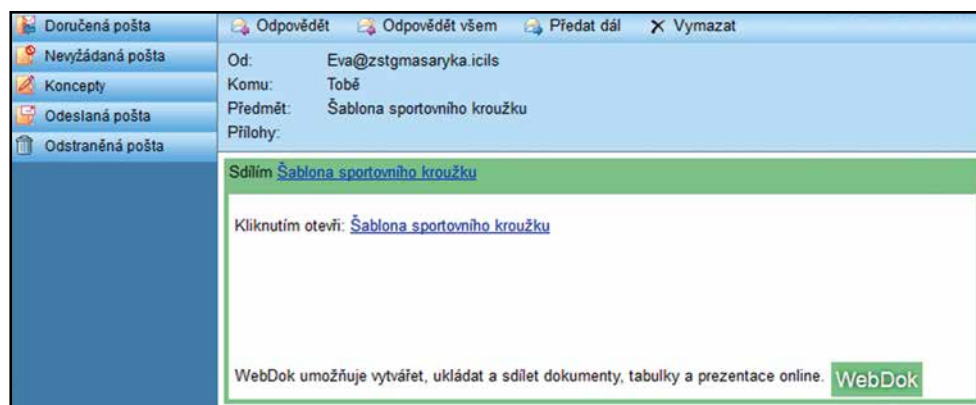 Doručená pošta
Nevyžádaná pošta
Koncepty
Odeslaná pošta
Odstraněná pošta
Odpovědět Odpovědět všem Předat dál Vymazat
Od: Eva@zstgmasaryka.icils
Komu: Tobě
Předmět: Šablona sportovního kroužku
Přílohy:
Sdílím Šablona sportovního kroužku
Kliknutím otevři: Šablona sportovního kroužku
WebDok umožňuje vytvářet, ukládat a sdílet dokumenty, tabulky a prezentace online. WebDok